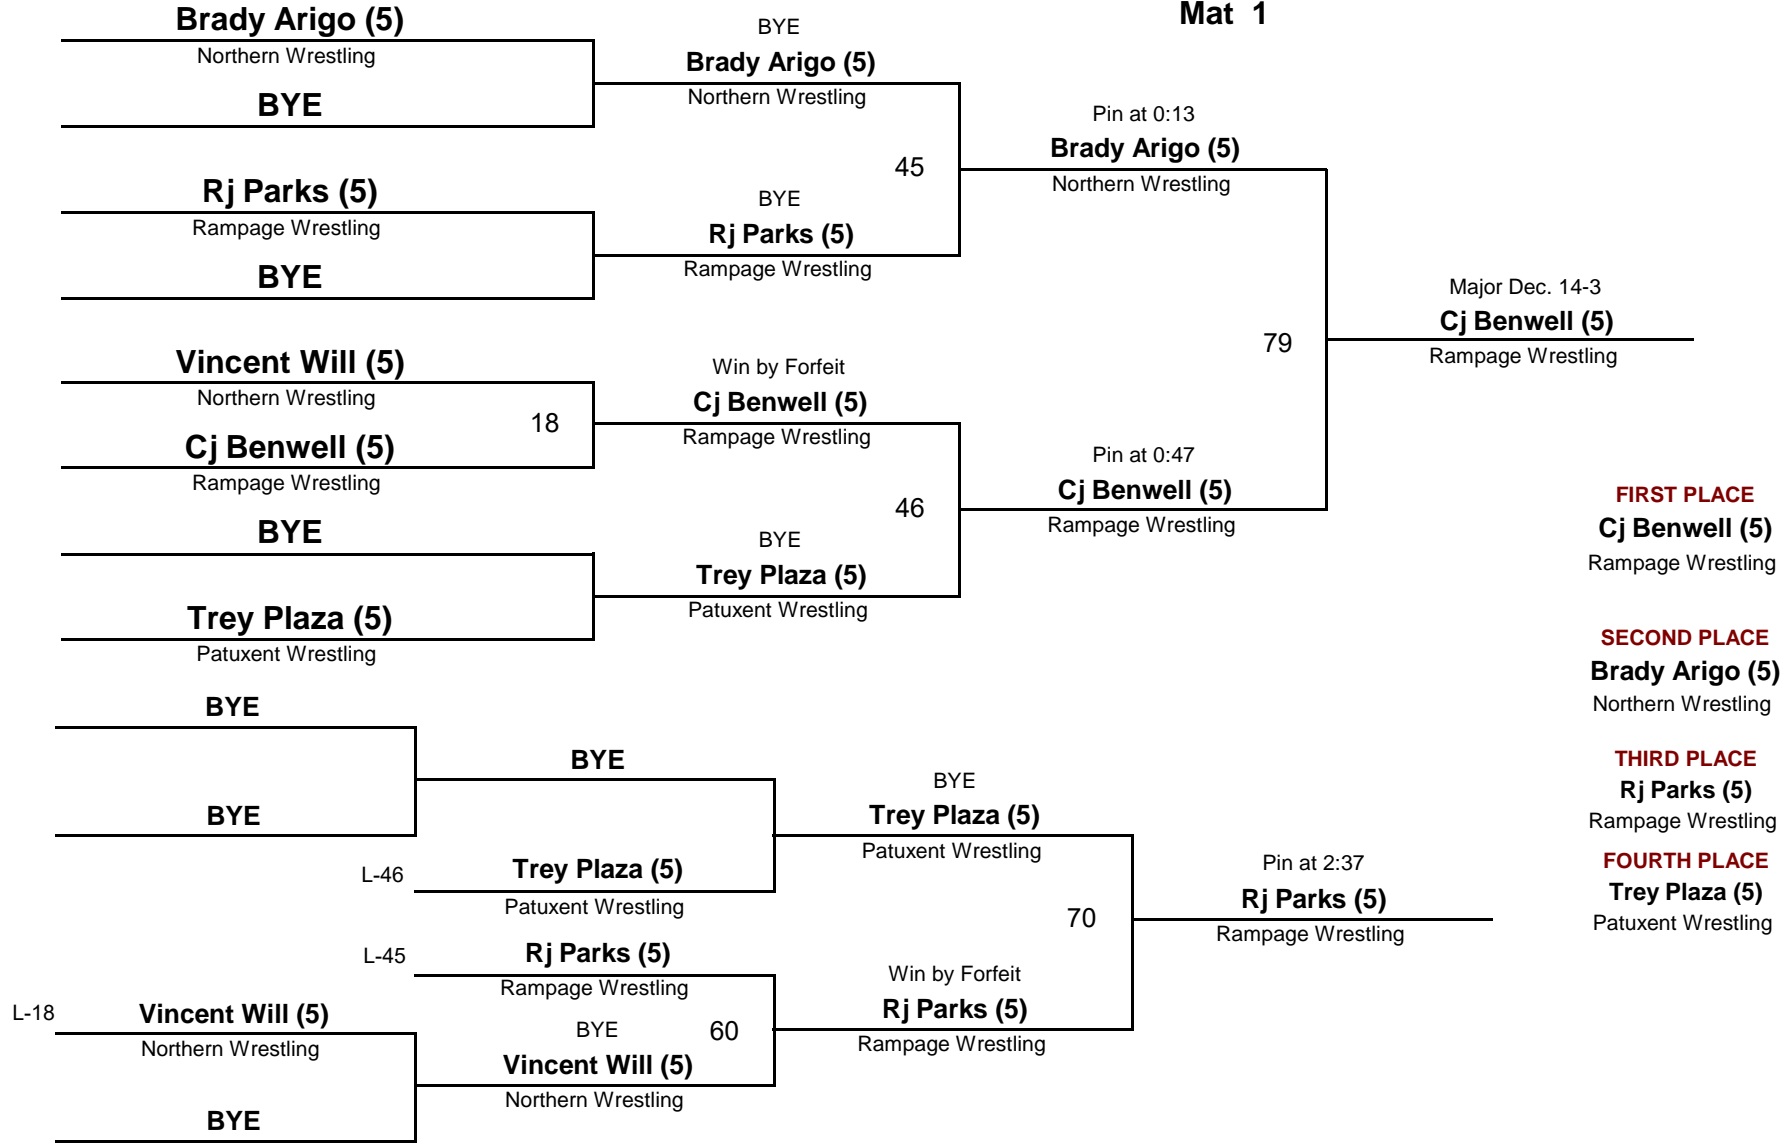 Mat 1
Brady Arigo (5)
Northern Wrestling
BYE
Rj Parks (5)
Rampage Wrestling
BYE
Vincent Will (5)
Northern Wrestling
18
Cj Benwell (5)
Rampage Wrestling
BYE
Trey Plaza (5)
Patuxent Wrestling
BYE
Brady Arigo (5)
Northern Wrestling
45
BYE
Rj Parks (5)
Rampage Wrestling
Win by Forfeit
Cj Benwell (5)
Rampage Wrestling
46
BYE
Trey Plaza (5)
Patuxent Wrestling
Pin at 0:13
Brady Arigo (5)
Northern Wrestling
79
Pin at 0:47
Cj Benwell (5)
Rampage Wrestling
Major Dec. 14-3
Cj Benwell (5)
Rampage Wrestling
FIRST PLACE
Cj Benwell (5)
Rampage Wrestling
SECOND PLACE
Brady Arigo (5)
Northern Wrestling
THIRD PLACE
Rj Parks (5)
Rampage Wrestling
FOURTH PLACE
Trey Plaza (5)
Patuxent Wrestling
BYE
BYE
L-18
Vincent Will (5)
Northern Wrestling
BYE
BYE
L-46
Trey Plaza (5)
Patuxent Wrestling
L-45
Rj Parks (5)
Rampage Wrestling
60
BYE
Vincent Will (5)
Northern Wrestling
BYE
Trey Plaza (5)
Patuxent Wrestling
70
Win by Forfeit
Rj Parks (5)
Rampage Wrestling
Pin at 2:37
Rj Parks (5)
Rampage Wrestling